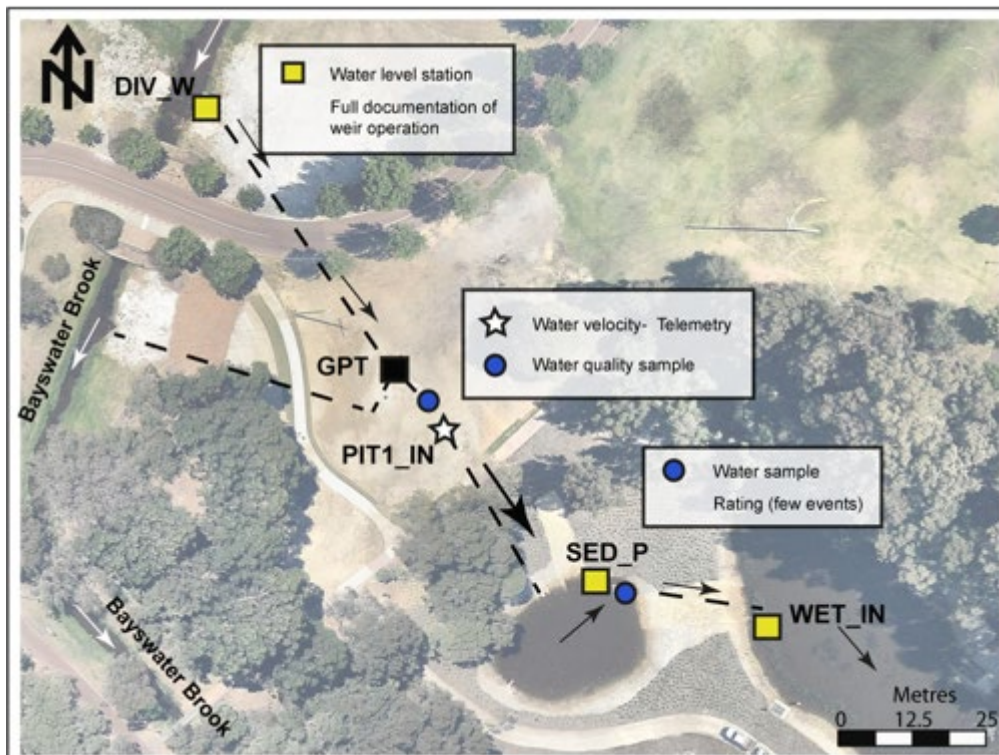 N
DIV_W
Water level station
Full documentation of
weir operation
Bayswater Brook
GPT
Water velocity- Telemetry
Water quality sample
PIT1_IN
Water sample
Rating (few events)
SED_P
WET_IN
Bayswater Brook
Metres
0 12.5 25